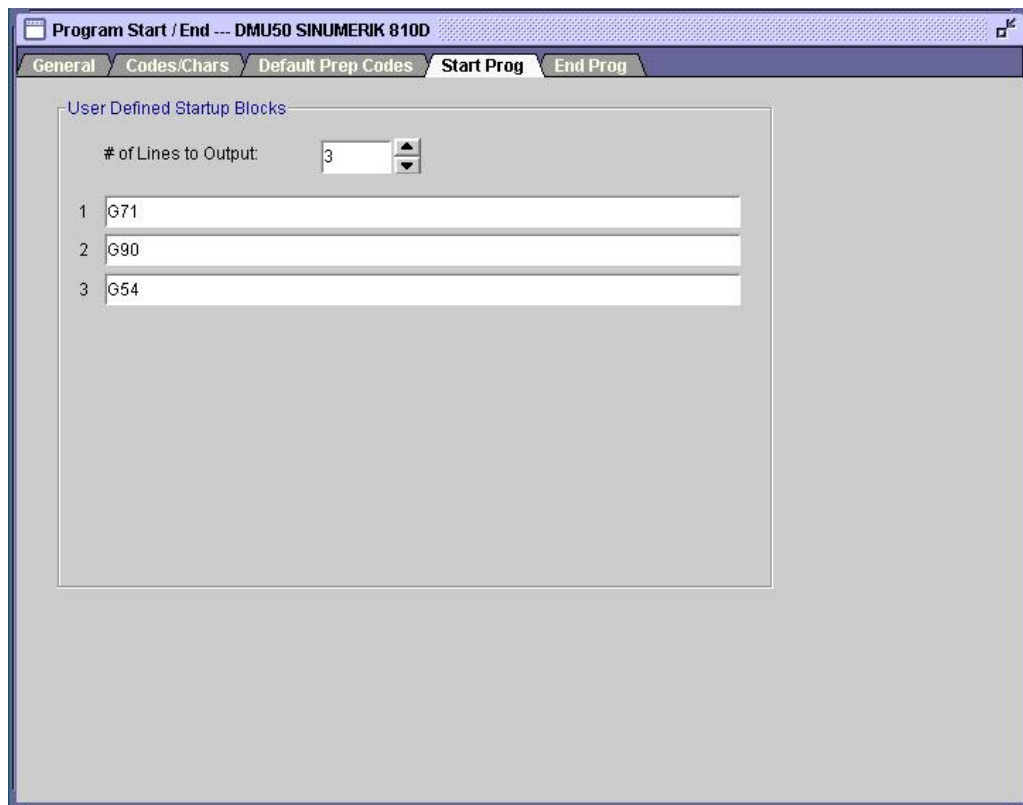 Program Start / End --- DMU50 SINUMERIK 810D
General Codes/Chars Default Prep Codes Start Prog End Prog
User Defined Startup Blocks
# of Lines to Output: 3
1 G71
2 G90
3 G54